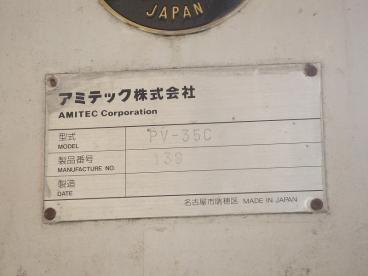 JAPAN
アミテック株式会社
AMITEC Corporation
型式 PV-35C
MODEL
製品番号 139
MANUFACTURE NO.
製造
DATE
名古屋市瑞穂区 MADE IN JAPAN